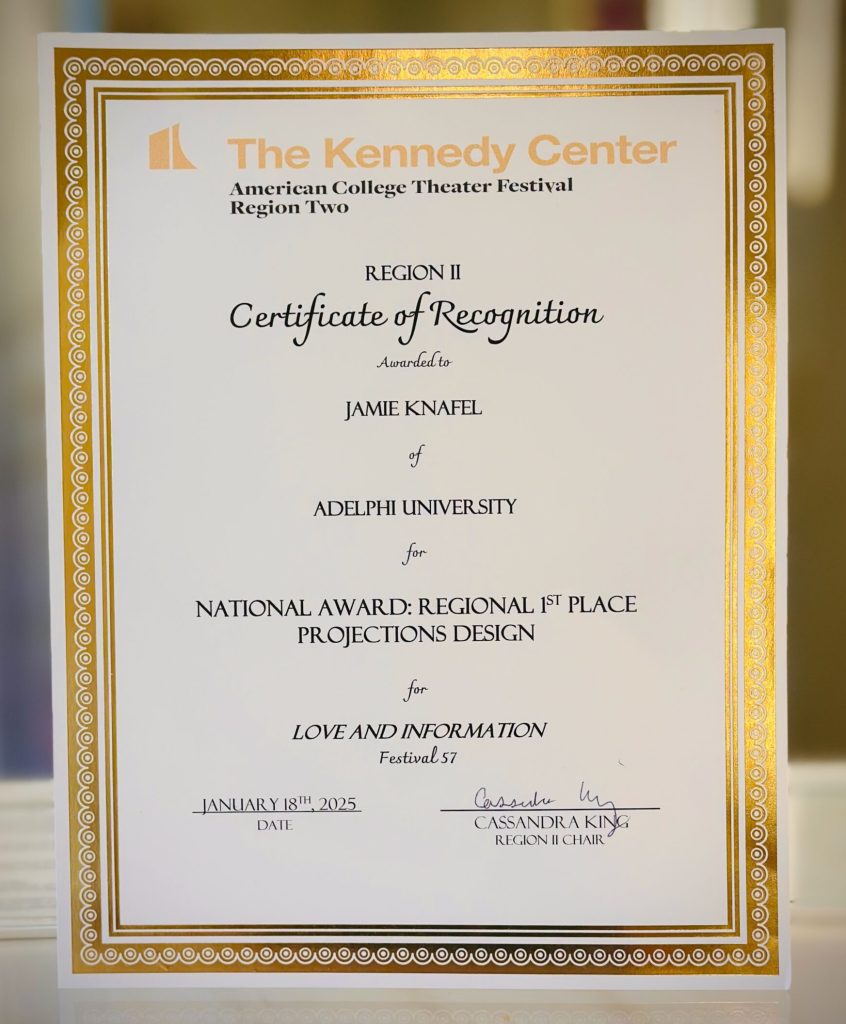 The Kennedy Center
American College Theater Festival
Region Two
REGION II
Certificate of Recognition
Awarded to
JAMIE KNAFEL
of
ADELPHI UNIVERSITY
for
NATIONAL AWARD: REGIONAL 1ST PLACE
PROJECTIONS DESIGN
for
LOVE AND INFORMATION
Festival 57
JANUARY 18TH, 2025
DATE
Cassandra King
CASSANDRA KING
REGION II CHAIR